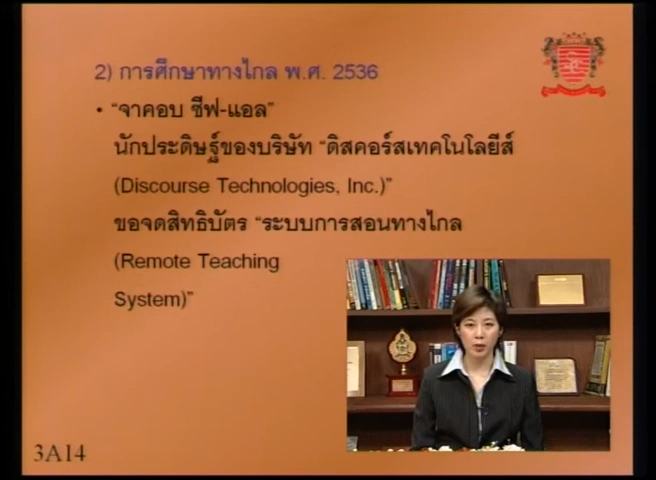 2) การศึกษาทางไกล พ.ศ. 2536
• "จาคอบ ซีฟ-แอล"
นักประดิษฐ์ของบริษัท "ดิสคอร์สเทคโนโลยีส์
(Discourse Technologies, Inc.)"
ขอจดสิทธิบัตร "ระบบการสอนทางไกล
(Remote Teaching
System)"
3A14